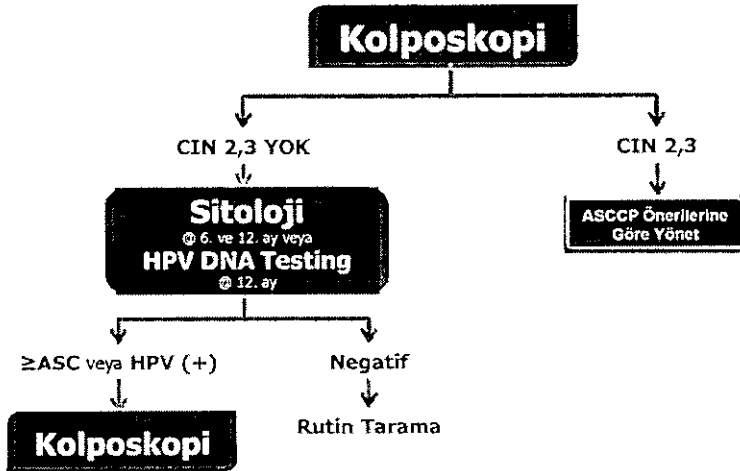 Kolposkopi
CIN 2,3 YOK
CIN 2,3
Sitoloji
@ 6. ve 12. ay veya
HPV DNA Testing
@ 12. ay
ASCCP Önerilerine
Göre Yönet
≥ASC veya HPV (+)
Negatif
Kolposkopi
Rutin Tarama